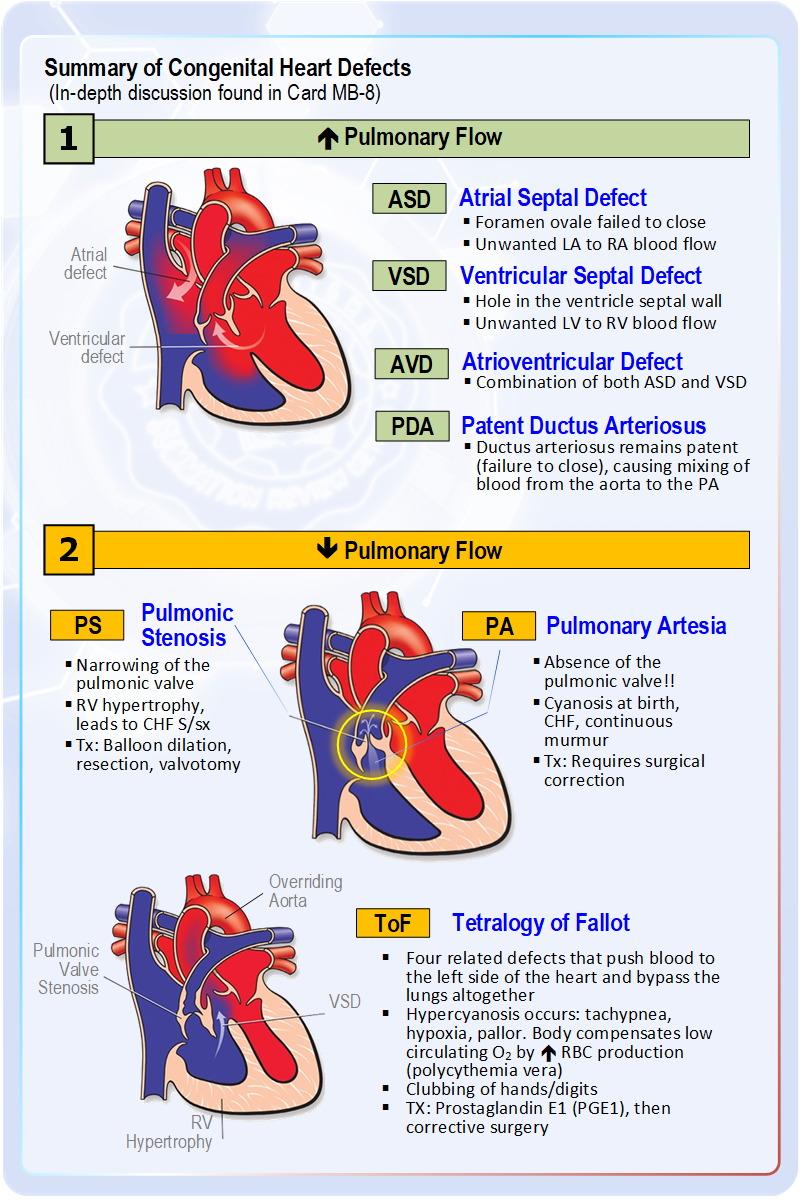 Summary of Congenital Heart Defects
(In-depth discussion found in Card MB-8)
1
🡅 Pulmonary Flow
Atrial
defect
Ventricular
defect
ASD
Atrial Septal Defect
▪ Foramen ovale failed to close
▪ Unwanted LA to RA blood flow
VSD
Ventricular Septal Defect
▪ Hole in the ventricle septal wall
▪ Unwanted LV to RV blood flow
AVD
Atrioventricular Defect
▪ Combination of both ASD and VSD
PDA
Patent Ductus Arteriosus
▪ Ductus arteriosus remains patent
(failure to close), causing mixing of
blood from the aorta to the PA
2
🡇 Pulmonary Flow
PS
Pulmonic
Stenosis
▪ Narrowing of the
pulmonic valve
▪ RV hypertrophy,
leads to CHF S/sx
▪ Tx: Balloon dilation,
resection, valvotomy
PA
Pulmonary Artesia
▪ Absence of the
pulmonic valve!!
▪ Cyanosis at birth,
CHF, continuous
murmur
▪ Tx: Requires surgical
correction
Overriding
Aorta
Pulmonic
Valve
Stenosis
VSD
RV
Hypertrophy
ToF
Tetralogy of Fallot
▪ Four related defects that push blood to
the left side of the heart and bypass the
lungs altogether
▪ Hypercyanosis occurs: tachypnea,
hypoxia, pallor. Body compensates low
circulating O₂ by 🡅 RBC production
(polycythemia vera)
▪ Clubbing of hands/digits
▪ TX: Prostaglandin E1 (PGE1), then
corrective surgery